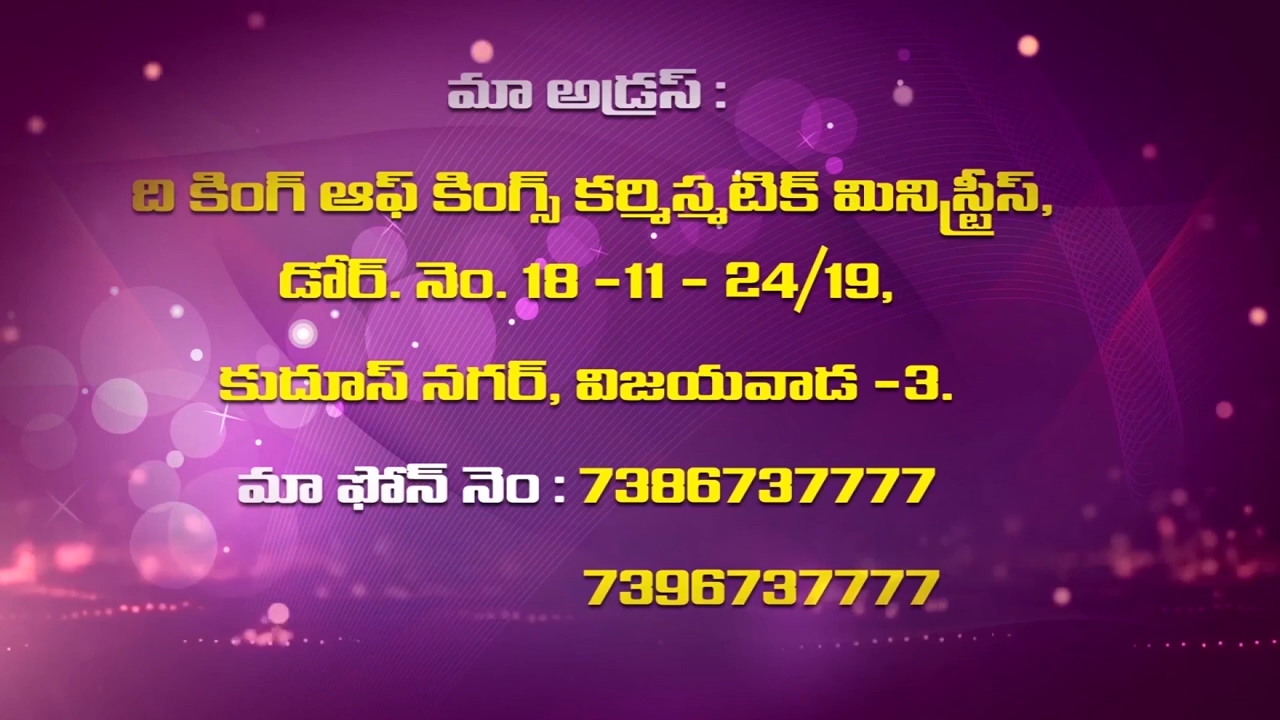 మా అడ్రస్ :
ది కింగ్ ఆఫ్ కింగ్స్ కర్మిస్మటిక్ మినిస్ట్రీస్,
డోర్. నెం. 18 -11 - 24/19,
కుదూస్ నగర్, విజయవాడ -3.
మా ఫోన్ నెం : 7386737777
7396737777